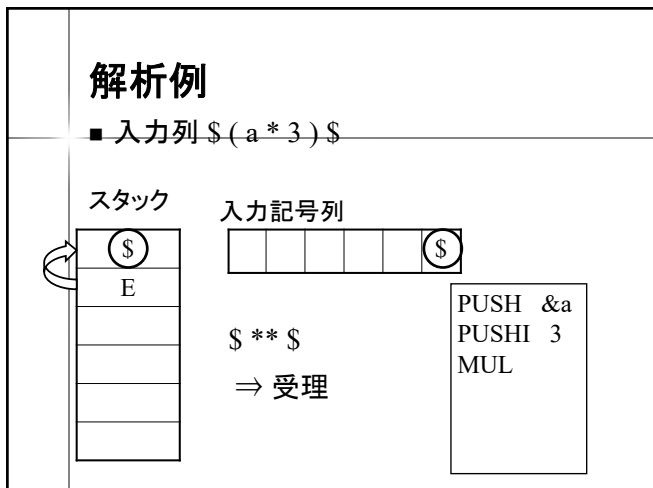 解析例
■ 入力列 $ ( a * 3 ) $
スタック
入力記号列
$
$
E
$ ** $
⇒ 受理
PUSH &a
PUSHI 3
MUL